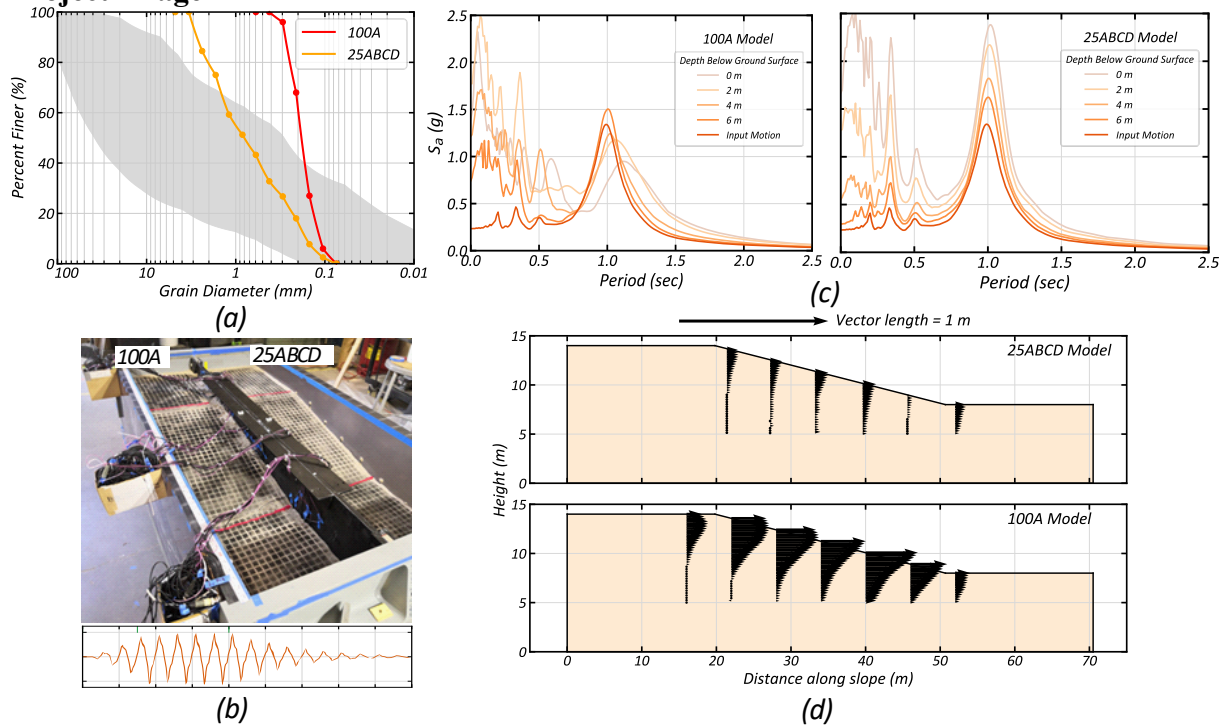 100A
25ABCD
100
80
60
40
20
0
Percent Finer (%)
100
10
1
0.1
0.01
Grain Diameter (mm)
(a)
2.5
2.0
1.5
1.0
0.5
0.0
Sa (g)
100A Model
Depth Below Ground Surface
0 m
2 m
4 m
6 m
Input Motion
0.0
0.5
1.0
1.5
2.0
2.5
Period (sec)
25ABCD Model
Depth Below Ground Surface
0 m
2 m
4 m
6 m
Input Motion
0.0
0.5
1.0
1.5
2.0
2.5
Period (sec)
(c)
100A
25ABCD
(b)
Vector length = 1 m
15
10
5
0
25ABCD Model
Height (m)
15
10
5
0
100A Model
0
10
20
30
40
50
60
70
Distance along slope (m)
(d)